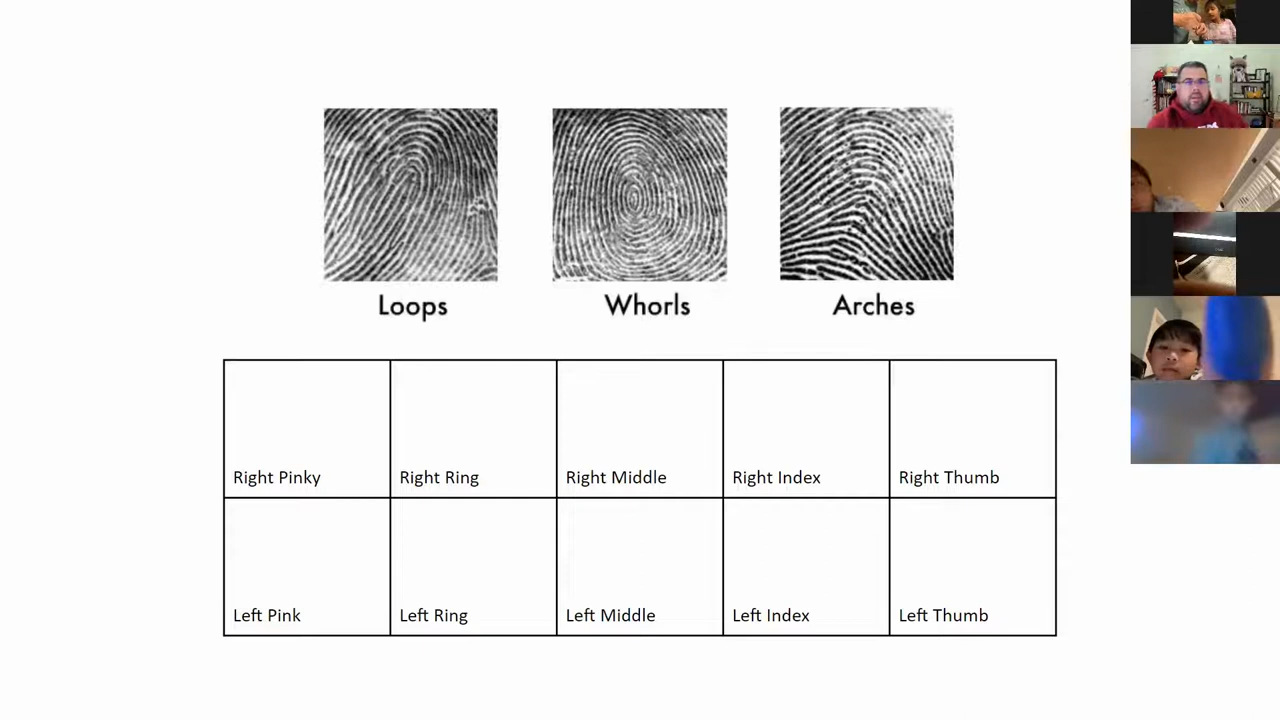 Loops
Whorls
Arches
Right Pinky
Right Ring
Right Middle
Right Index
Right Thumb
Left Pink
Left Ring
Left Middle
Left Index
Left Thumb